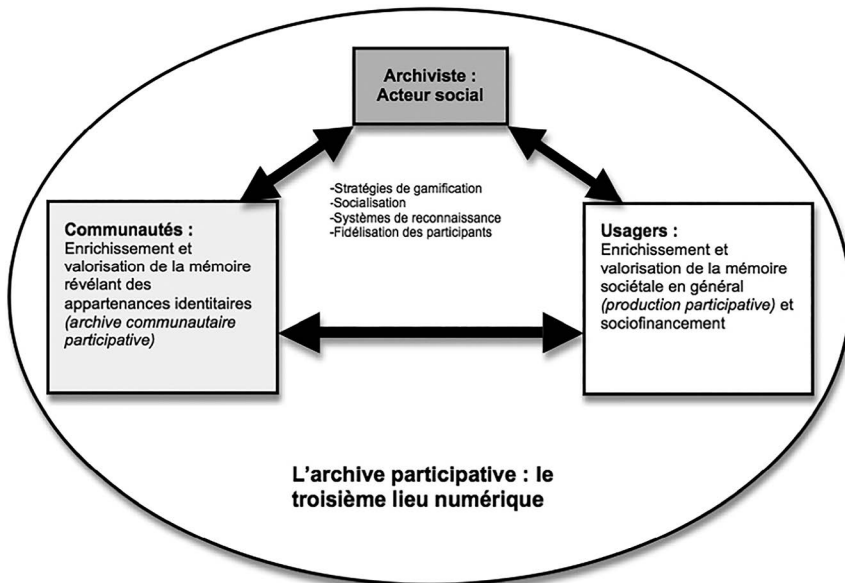 Archiviste :
Acteur social
-Stratégies de gamification
-Socialisation
-Systèmes de reconnaissance
-Fidélisation des participants
Communautés :
Enrichissement et
valorisation de la mémoire
révélant des
appartenances identitaires
(archive communautaire
participative)
Usagers :
Enrichissement et
valorisation de la mémoire
sociétale en général
(production participative) et
sociofinancement
L'archive participative : le
troisième lieu numérique